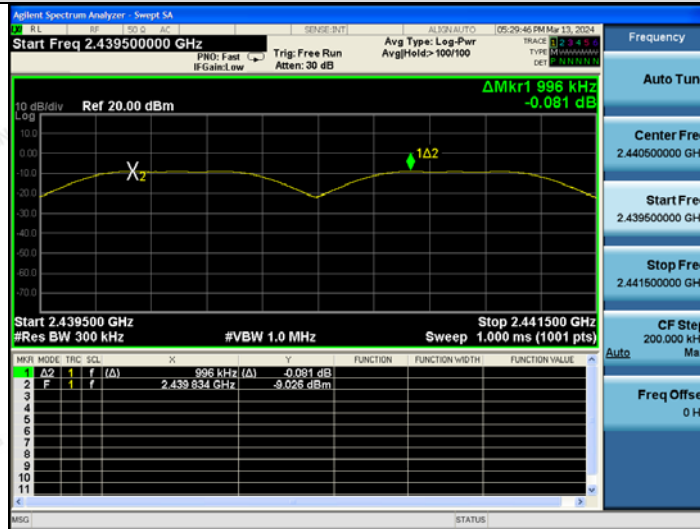 Agilent Spectrum Analyzer - Swept SA
RL RF 50 Ω AC SENSE:INT ALIGN AUTO 05:29:46 PM Mar 13, 2024
Start Freq 2.439500000 GHz
PNO: Fast
IFGain:Low
Trig: Free Run
Atten: 30 dB
Avg Type: Log-Pwr
Avg|Hold:>100/100
TRACE 1 2 3 4 5 6
TYPE M
DET P N N N N N
ΔMkr1 996 kHz
-0.081 dB
10 dB/div Ref 20.00 dBm
Log
10.0
0.00
-10.0
-20.0
-30.0
-40.0
-50.0
-60.0
-70.0
1Δ2
X2
Start 2.439500 GHz Stop 2.441500 GHz
#Res BW 300 kHz #VBW 1.0 MHz Sweep 1.000 ms (1001 pts)
MKR MODE TRC SCL X Y FUNCTION FUNCTION WIDTH FUNCTION VALUE
1 Δ2 1 f (Δ) 996 kHz (Δ) -0.081 dB
2 F 1 f 2.439 834 GHz -9.026 dBm
3
4
5
6
7
8
9
10
11
MSG STATUS
Frequency
Auto Tun
Center Fre
2.440500000 GH
Start Fre
2.439500000 GH
Stop Fre
2.441500000 GH
CF Ste
200.000 kH
Auto Ma
Freq Offse
0 H